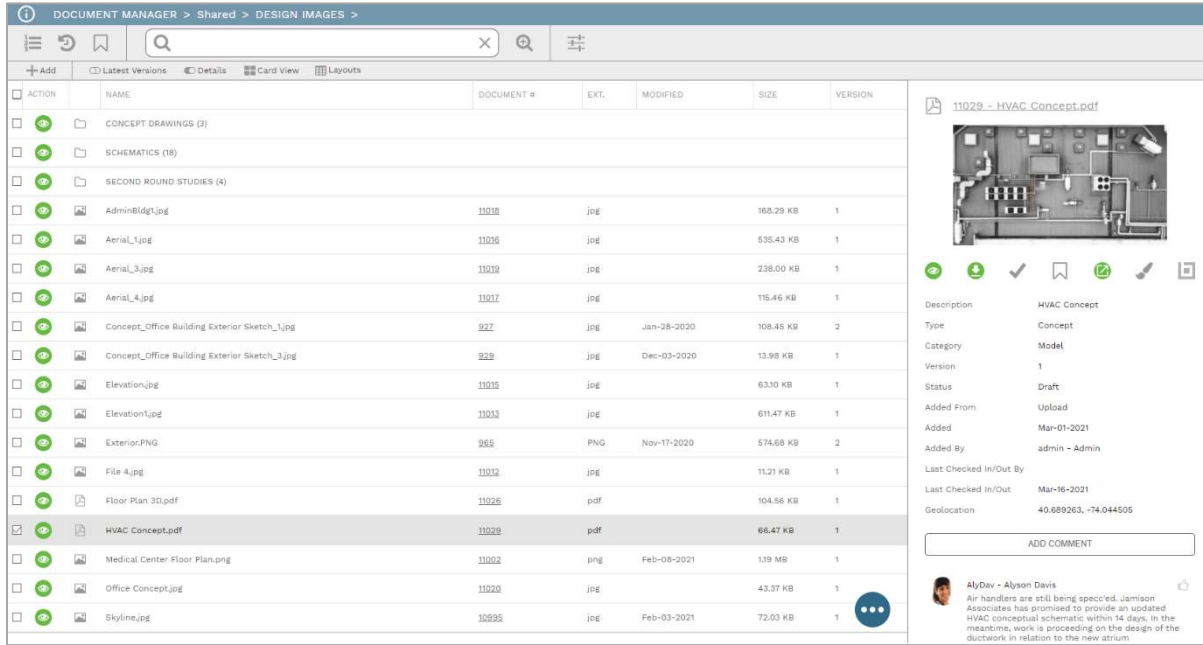 DOCUMENT MANAGER > Shared > DESIGN IMAGES >
Add Latest Versions Details Card View Layouts
ACTION NAME DOCUMENT # EXT. MODIFIED SIZE VERSION
CONCEPT DRAWINGS (3)
SCHEMATICS (18)
SECOND ROUND STUDIES (4)
AdminBldg1.jpg 11018 jpg 168.29 KB 1
Aerial_1.jpg 11016 jpg 535.43 KB 1
Aerial_3.jpg 11019 jpg 238.00 KB 1
Aerial_4.jpg 11017 jpg 115.46 KB 1
Concept_Office Building Exterior Sketch_1.jpg 927 jpg Jan-28-2020 108.45 KB 2
Concept_Office Building Exterior Sketch_3.jpg 929 jpg Dec-03-2020 13.98 KB 1
Elevation.jpg 11015 jpg 63.10 KB 1
Elevation1.jpg 11013 jpg 611.47 KB 1
Exterior.PNG 965 PNG Nov-17-2020 574.68 KB 2
File 4.jpg 11012 jpg 11.21 KB 1
Floor Plan 3D.pdf 11026 pdf 104.56 KB 1
HVAC Concept.pdf 11029 pdf 66.47 KB 1
Medical Center Floor Plan.png 11002 png Feb-08-2021 1.19 MB 1
Office Concept.jpg 11020 jpg 43.37 KB 1
Skyline.jpg 10995 jpg Feb-03-2021 72.03 KB 1
11029 - HVAC Concept.pdf
Description HVAC Concept
Type Concept
Category Model
Version 1
Status Draft
Added From Upload
Added Mar-01-2021
Added By admin - Admin
Last Checked In/Out By
Last Checked In/Out Mar-16-2021
Geolocation 40.689263, -74.044505
ADD COMMENT
AlyDav - Alyson Davis
Air handlers are still being specc'ed. Jamison
Associates has promised to provide an updated
HVAC conceptual schematic within 14 days. In the
meantime, work is proceeding on the design of the
ductwork in relation to the new atrium